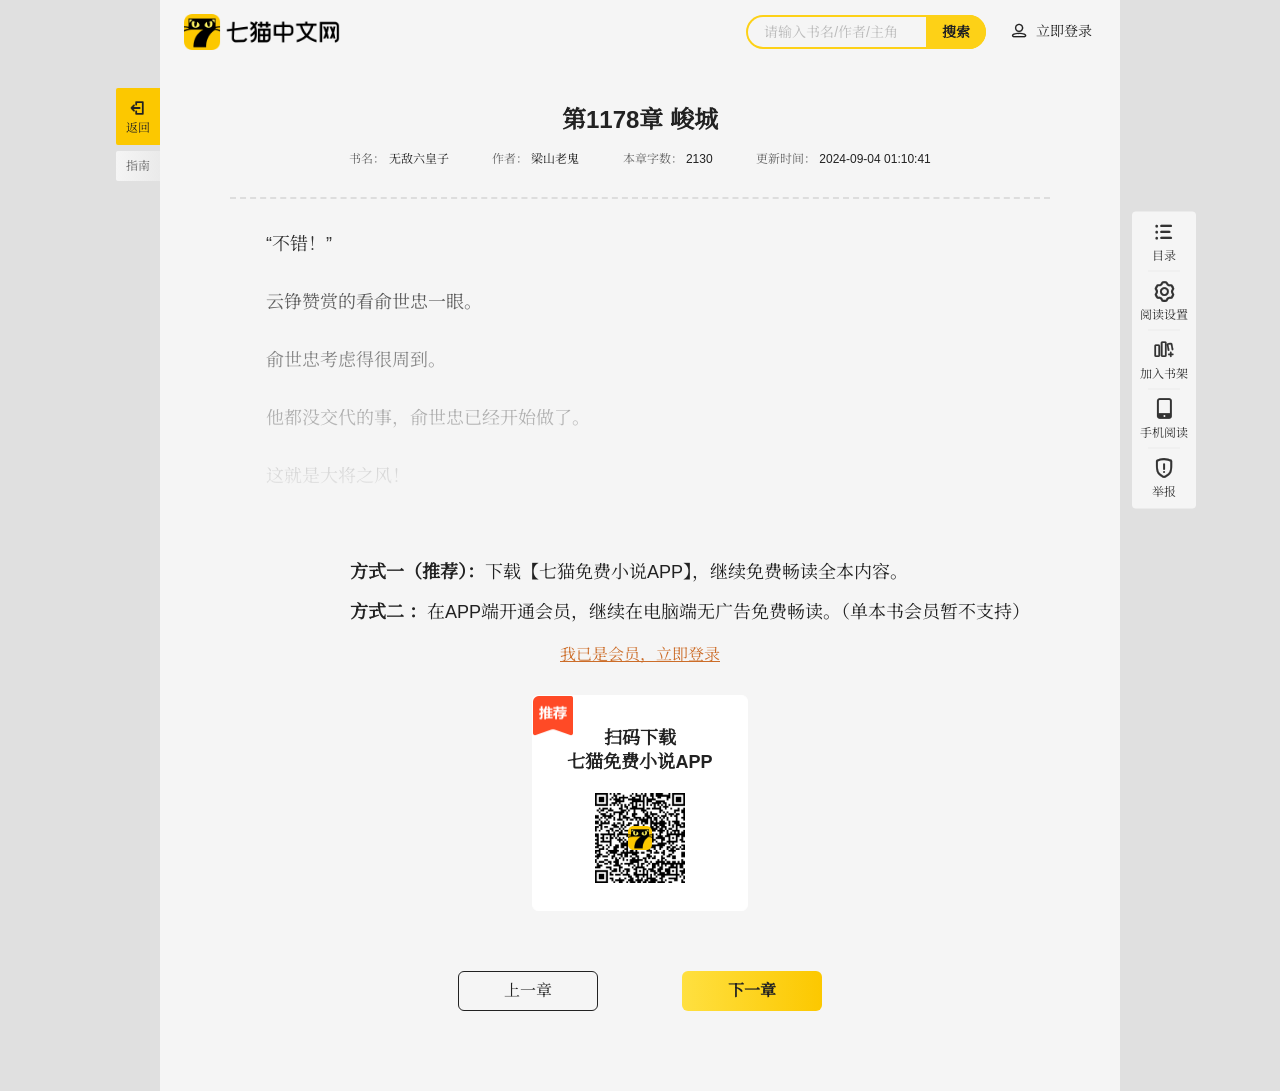 七猫中文网
请输入书名/作者/主角
搜索
立即登录
返回
指南
第1178章 峻城
书名： 无敌六皇子 作者： 梁山老鬼 本章字数： 2130 更新时间： 2024-09-04 01:10:41
“不错！”
云铮赞赏的看俞世忠一眼。
俞世忠考虑得很周到。
他都没交代的事，俞世忠已经开始做了。
这就是大将之风！
目录
阅读设置
加入书架
手机阅读
举报
方式一（推荐）：下载【七猫免费小说APP】，继续免费畅读全本内容。
方式二 ：在APP端开通会员，继续在电脑端无广告免费畅读。（单本书会员暂不支持）
我已是会员，立即登录
推荐
扫码下载
七猫免费小说APP
上一章
下一章